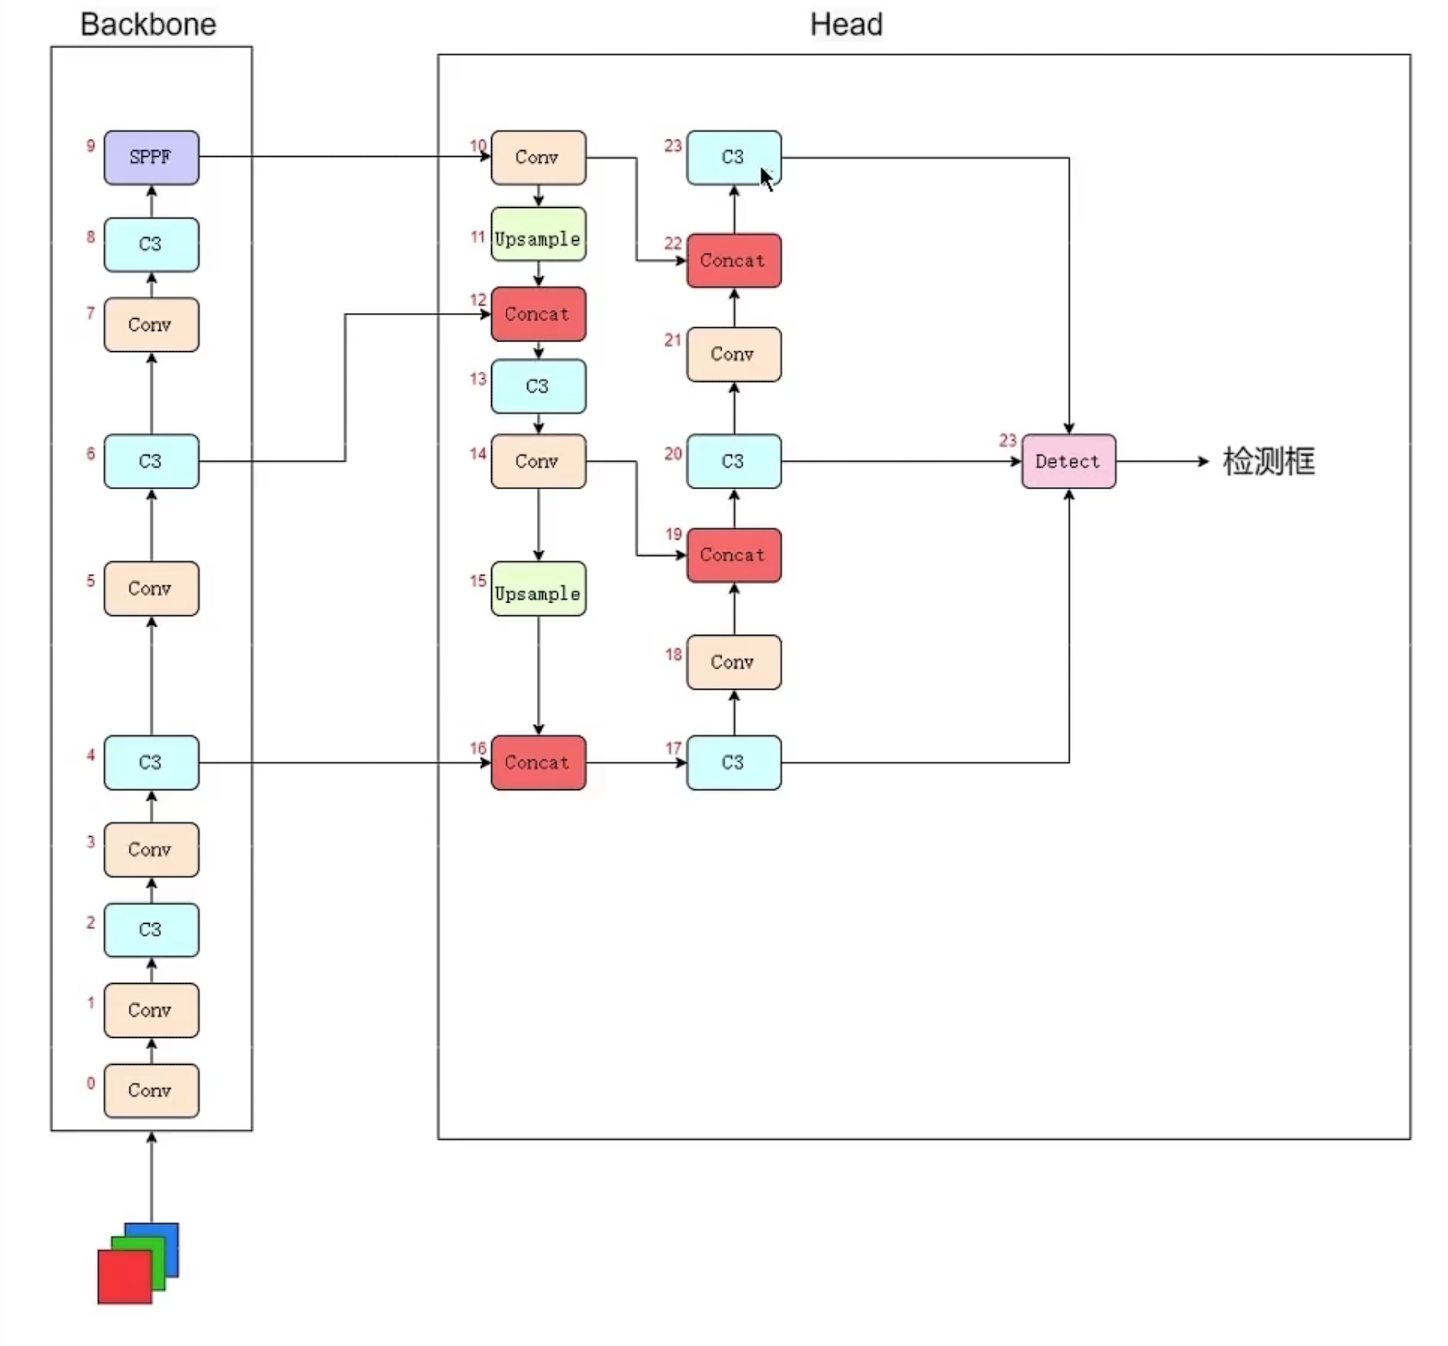 Backbone
Head
9
SPPF
8
C3
7
Conv
6
C3
5
Conv
4
C3
3
Conv
2
C3
1
Conv
0
Conv
10
Conv
11
Upsample
12
Concat
13
C3
14
Conv
15
Upsample
16
Concat
23
C3
22
Concat
21
Conv
20
C3
19
Concat
18
Conv
17
C3
23
Detect
检测框